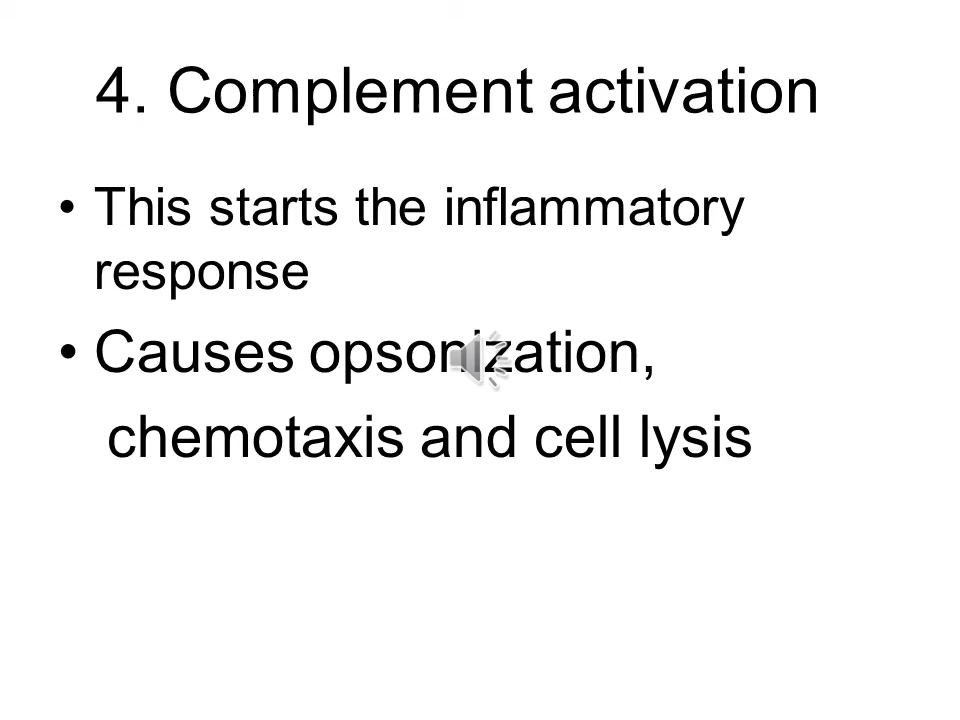 4. Complement activation
• This starts the inflammatory
response
• Causes opsonization,
chemotaxis and cell lysis